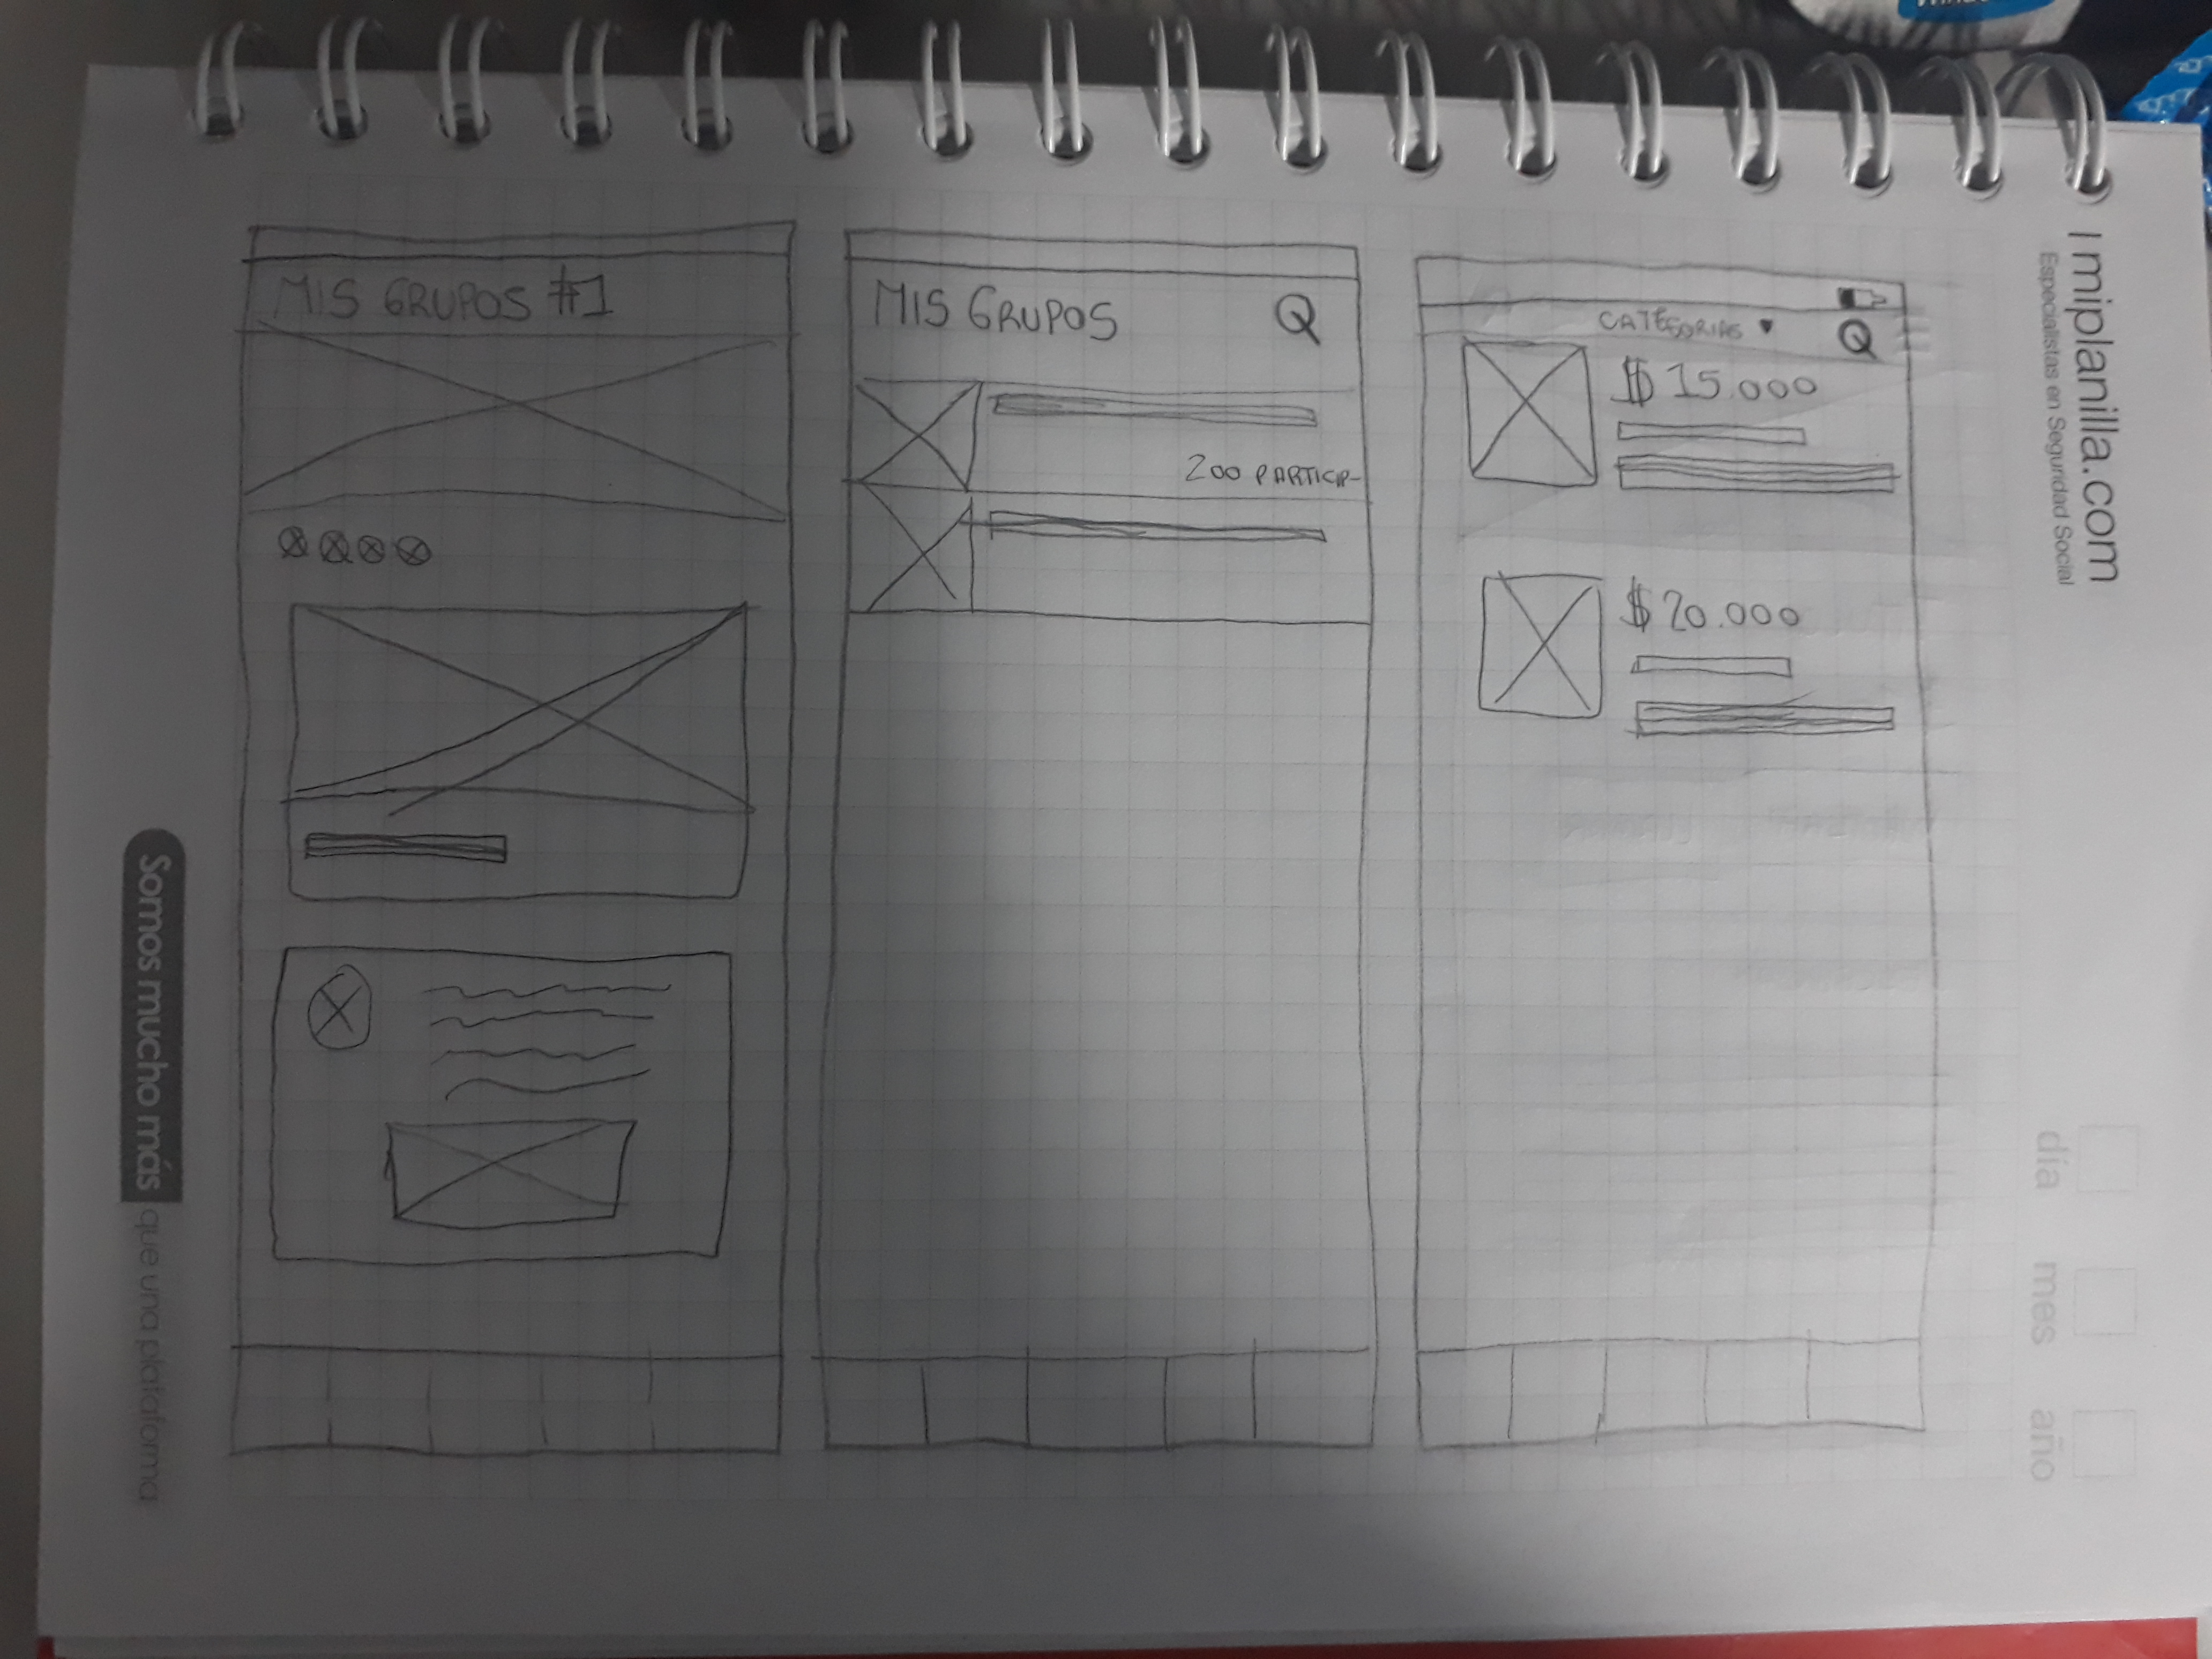 miplanilla.com
Especialistas en Seguridad Social
día mes año
CATEGORIAS
$ 15.000
$ 20.000
MIS GRUPOS
200 PARTICIP-
MIS GRUPOS #1
Somos mucho más que una plataforma